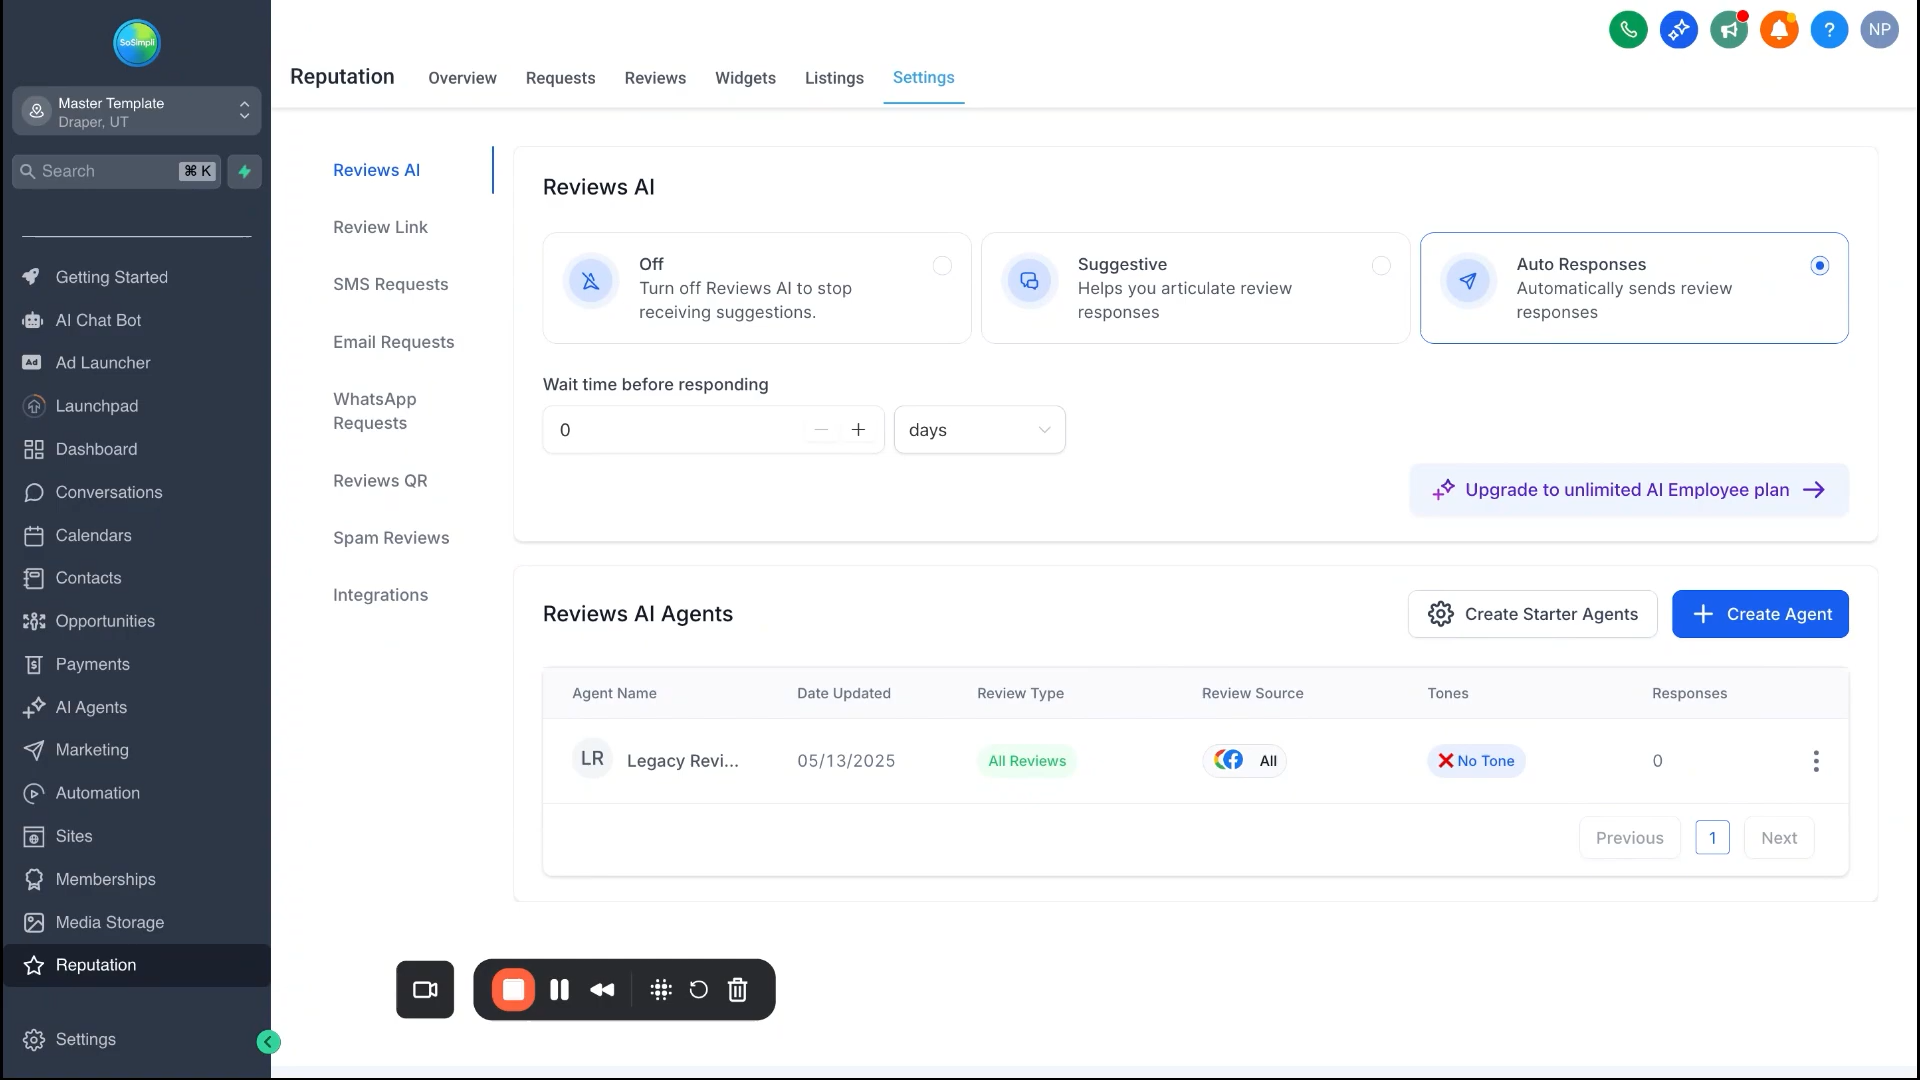 SoSimpli
Master Template
Draper, UT
Search
⌘ K
Getting Started
AI Chat Bot
Ad
Ad Launcher
Launchpad
Dashboard
Conversations
Calendars
Contacts
Opportunities
Payments
AI Agents
Marketing
Automation
Sites
Memberships
Media Storage
Reputation
Settings
?
NP
Reputation
Overview
Requests
Reviews
Widgets
Listings
Settings
Reviews AI
Review Link
SMS Requests
Email Requests
WhatsApp
Requests
Reviews QR
Spam Reviews
Integrations
Reviews AI
Off
Turn off Reviews AI to stop
receiving suggestions.
Suggestive
Helps you articulate review
responses
Auto Responses
Automatically sends review
responses
Wait time before responding
0
days
Upgrade to unlimited AI Employee plan
Reviews AI Agents
Create Starter Agents
Create Agent
Agent Name
Date Updated
Review Type
Review Source
Tones
Responses
LR
Legacy Revi...
05/13/2025
All Reviews
All
❌ No Tone
0
Previous
1
Next